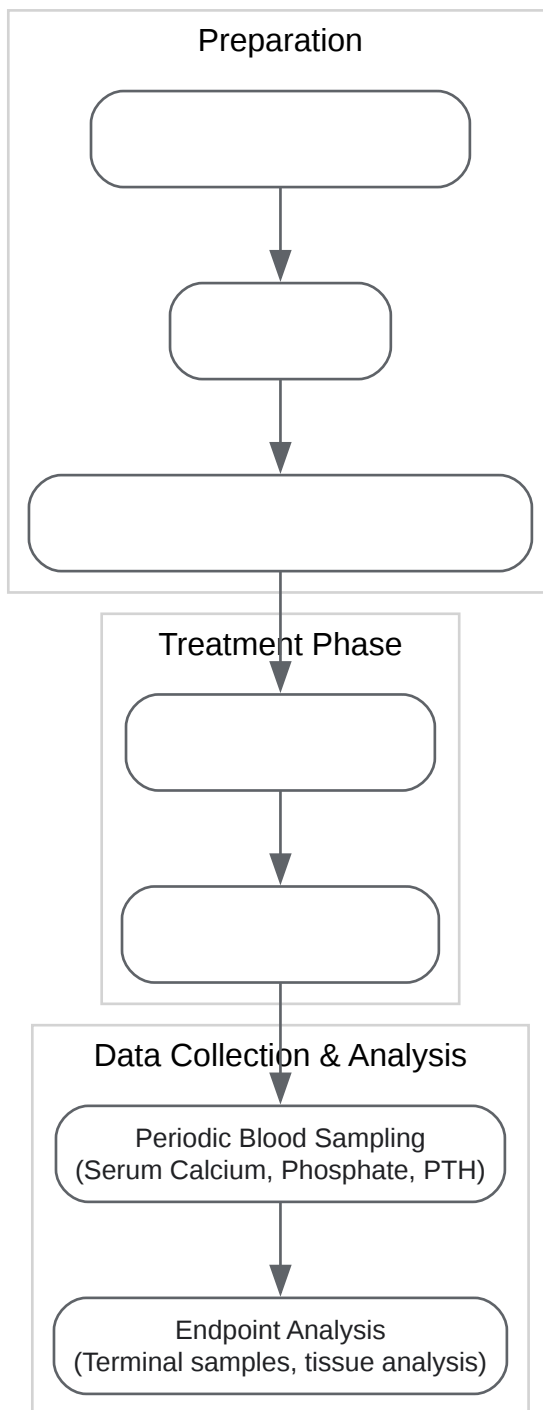 Preparation
Treatment Phase
Data Collection & Analysis
Periodic Blood Sampling
(Serum Calcium, Phosphate, PTH)
Endpoint Analysis
(Terminal samples, tissue analysis)